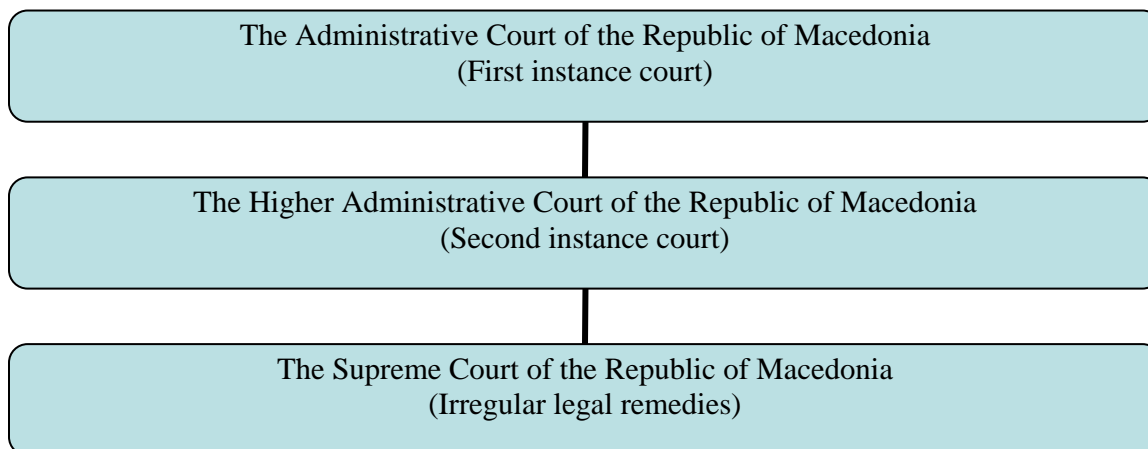 The Administrative Court of the Republic of Macedonia
(First instance court)
The Higher Administrative Court of the Republic of Macedonia
(Second instance court)
The Supreme Court of the Republic of Macedonia
(Irregular legal remedies)